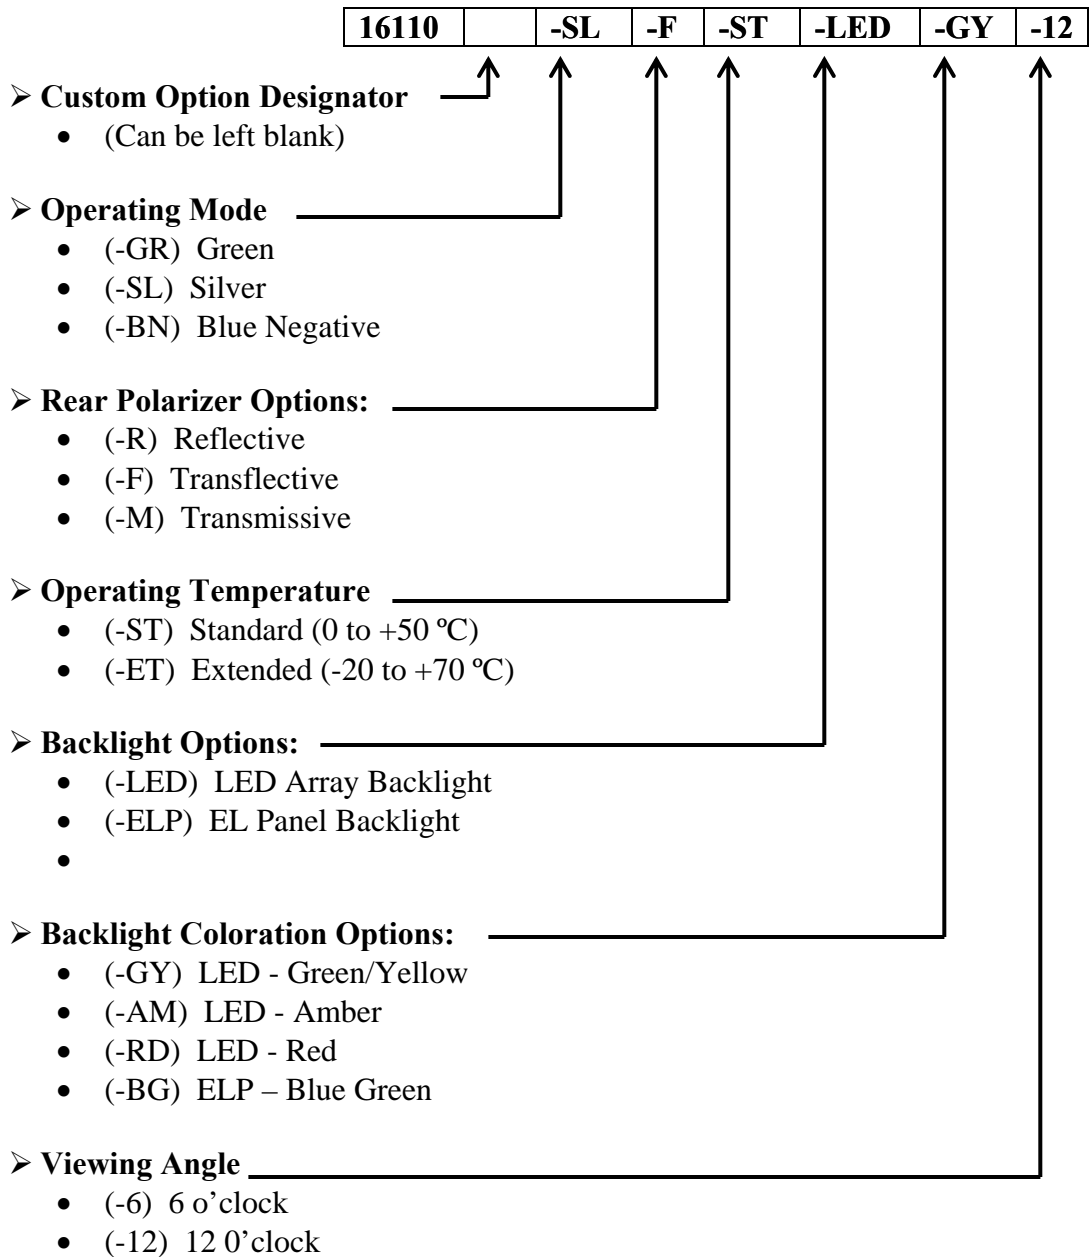 16110 -SL -F -ST -LED -GY -12
➢ Custom Option Designator
• (Can be left blank)
➢ Operating Mode
• (-GR) Green
• (-SL) Silver
• (-BN) Blue Negative
➢ Rear Polarizer Options:
• (-R) Reflective
• (-F) Transflective
• (-M) Transmissive
➢ Operating Temperature
• (-ST) Standard (0 to +50 ºC)
• (-ET) Extended (-20 to +70 ºC)
➢ Backlight Options:
• (-LED) LED Array Backlight
• (-ELP) EL Panel Backlight
•
➢ Backlight Coloration Options:
• (-GY) LED - Green/Yellow
• (-AM) LED - Amber
• (-RD) LED - Red
• (-BG) ELP – Blue Green
➢ Viewing Angle
• (-6) 6 o’clock
• (-12) 12 0’clock